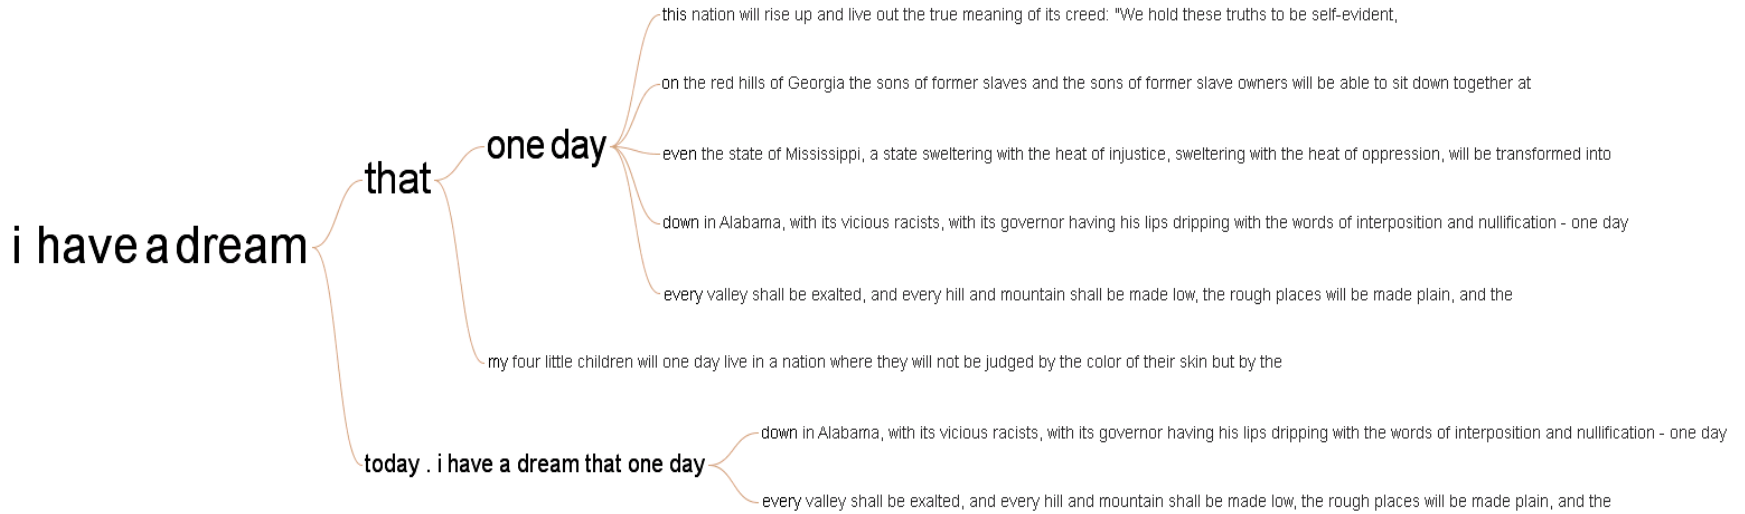 this nation will rise up and live out the true meaning of its creed: "We hold these truths to be self-evident,
on the red hills of Georgia the sons of former slaves and the sons of former slave owners will be able to sit down together at
one day
even the state of Mississippi, a state sweltering with the heat of injustice, sweltering with the heat of oppression, will be transformed into
that
down in Alabama, with its vicious racists, with its governor having his lips dripping with the words of interposition and nullification - one day
i have a dream
every valley shall be exalted, and every hill and mountain shall be made low, the rough places will be made plain, and the
my four little children will one day live in a nation where they will not be judged by the color of their skin but by the
down in Alabama, with its vicious racists, with its governor having his lips dripping with the words of interposition and nullification - one day
today . i have a dream that one day
every valley shall be exalted, and every hill and mountain shall be made low, the rough places will be made plain, and the